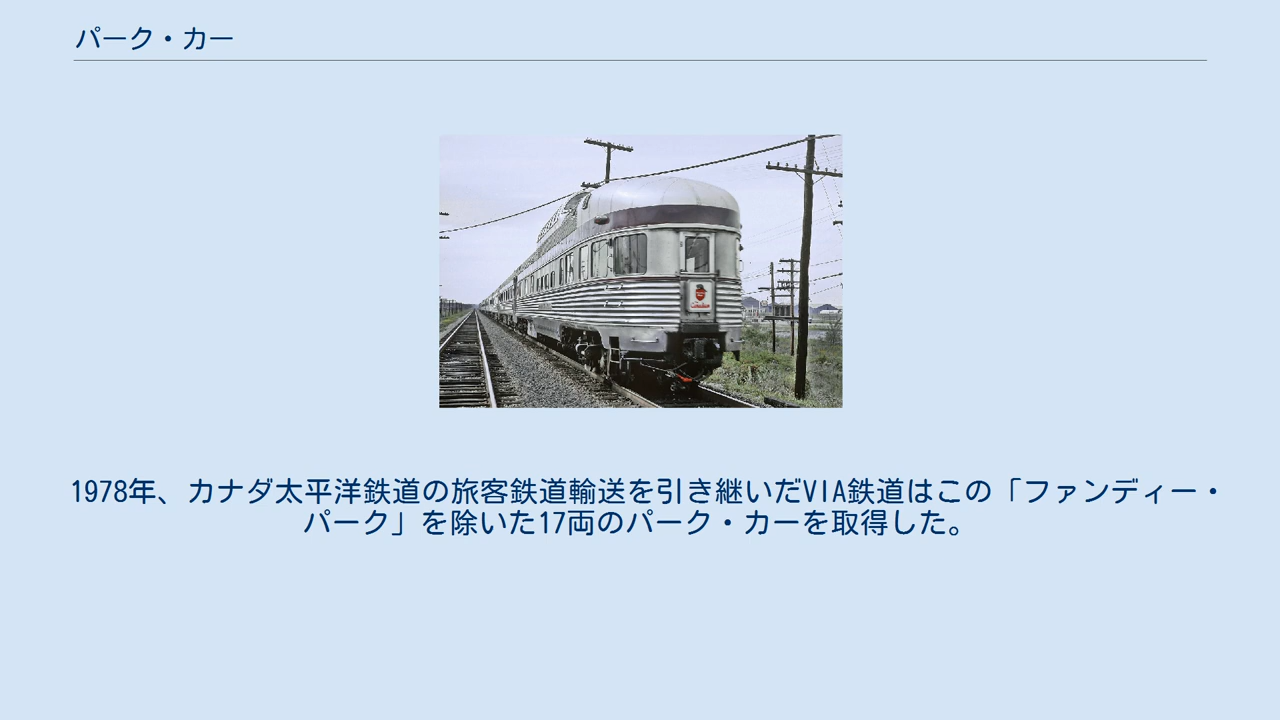 パーク・カー
1978年、カナダ太平洋鉄道の旅客鉄道輸送を引き継いだVIA鉄道はこの「ファンディー・
パーク」を除いた17両のパーク・カーを取得した。